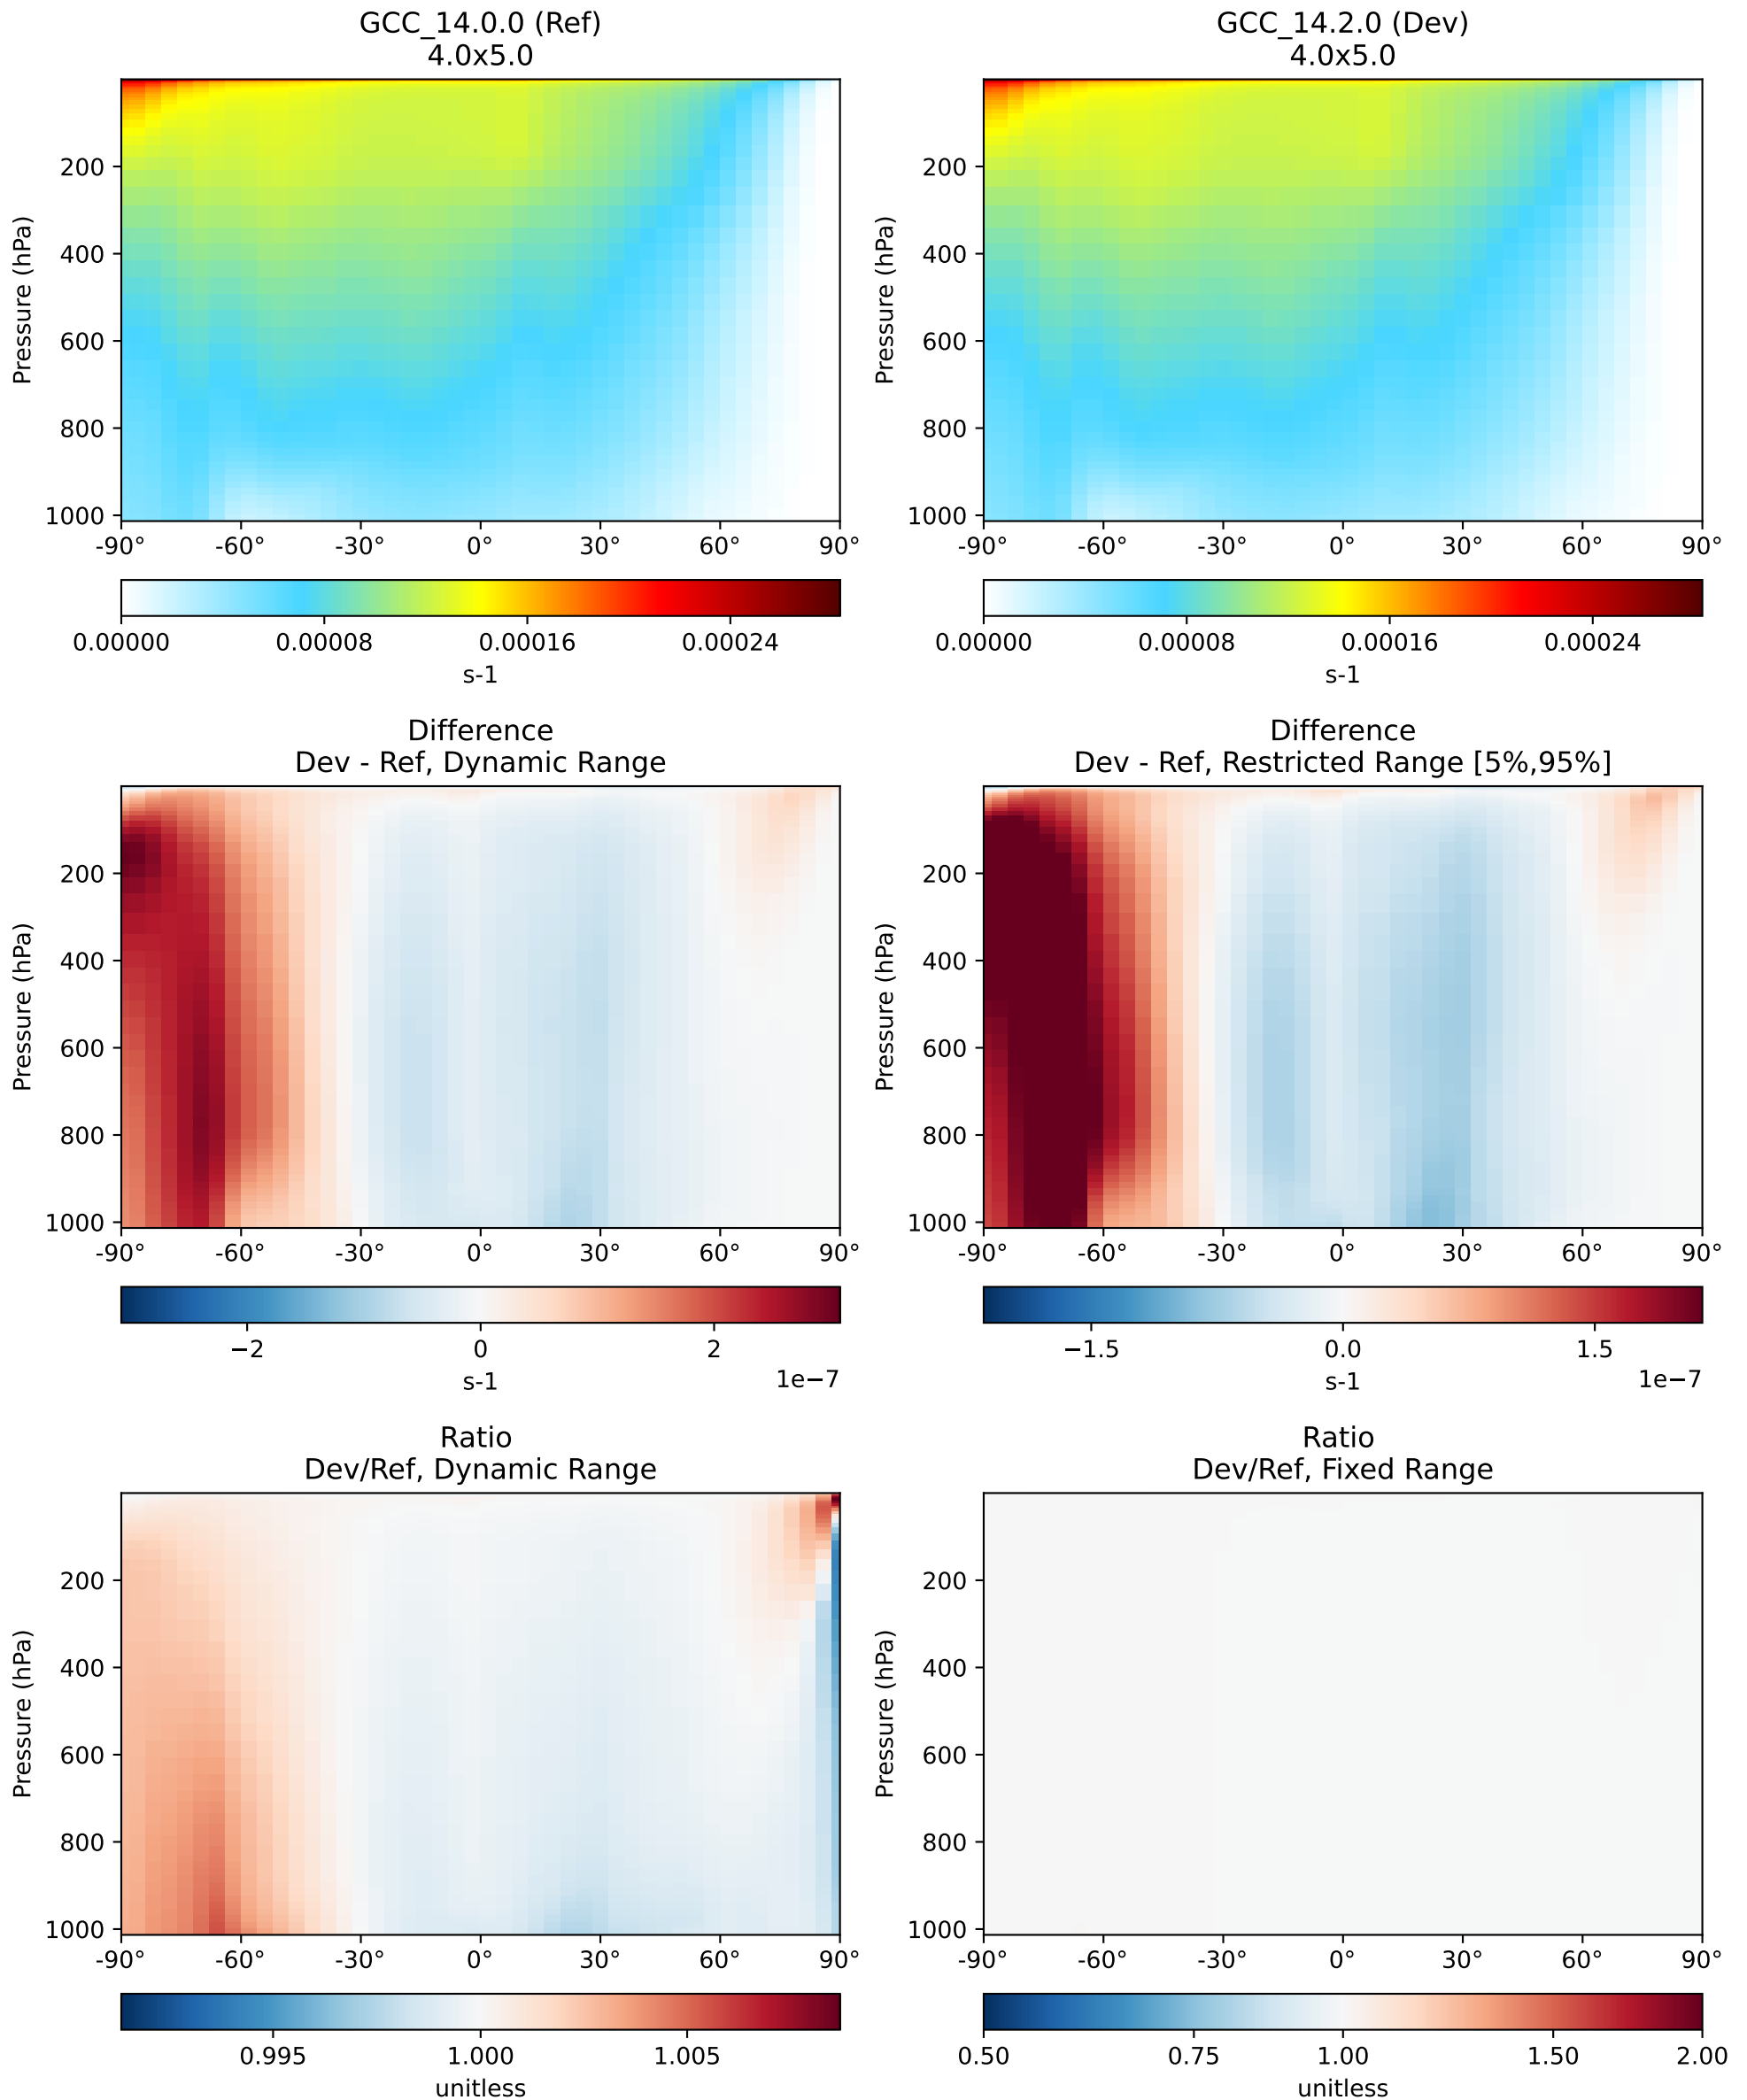 GCC_14.0.0 (Ref)
4.0x5.0
Pressure (hPa)
200
400
600
800
1000
-90° -60° -30° 0° 30° 60° 90°
0.00000 0.00008 0.00016 0.00024
s-1
GCC_14.2.0 (Dev)
4.0x5.0
Pressure (hPa)
200
400
600
800
1000
-90° -60° -30° 0° 30° 60° 90°
0.00000 0.00008 0.00016 0.00024
s-1
Difference
Dev - Ref, Dynamic Range
Pressure (hPa)
200
400
600
800
1000
-90° -60° -30° 0° 30° 60° 90°
−2 0 2
s-1 1e−7
Difference
Dev - Ref, Restricted Range [5%,95%]
Pressure (hPa)
200
400
600
800
1000
-90° -60° -30° 0° 30° 60° 90°
−1.5 0.0 1.5
s-1 1e−7
Ratio
Dev/Ref, Dynamic Range
Pressure (hPa)
200
400
600
800
1000
-90° -60° -30° 0° 30° 60° 90°
0.995 1.000 1.005
unitless
Ratio
Dev/Ref, Fixed Range
Pressure (hPa)
200
400
600
800
1000
-90° -60° -30° 0° 30° 60° 90°
0.50 0.75 1.00 1.50 2.00
unitless